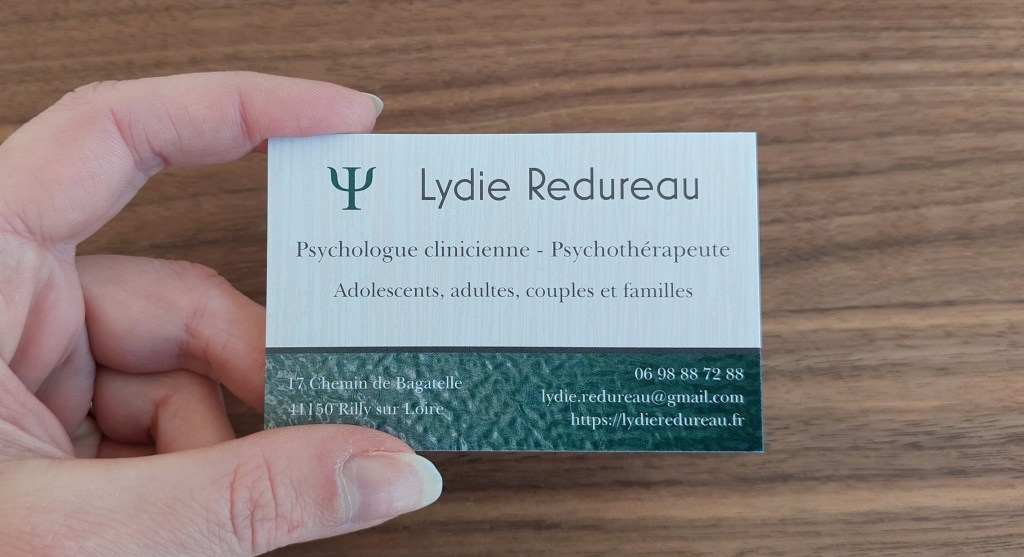 Ψ Lydie Redureau
Psychologue clinicienne - Psychothérapeute
Adolescents, adultes, couples et familles
17 Chemin de Bagatelle
41150 Rilly sur Loire
06 98 88 72 88
lydie.redureau@gmail.com
https://lydieredureau.fr